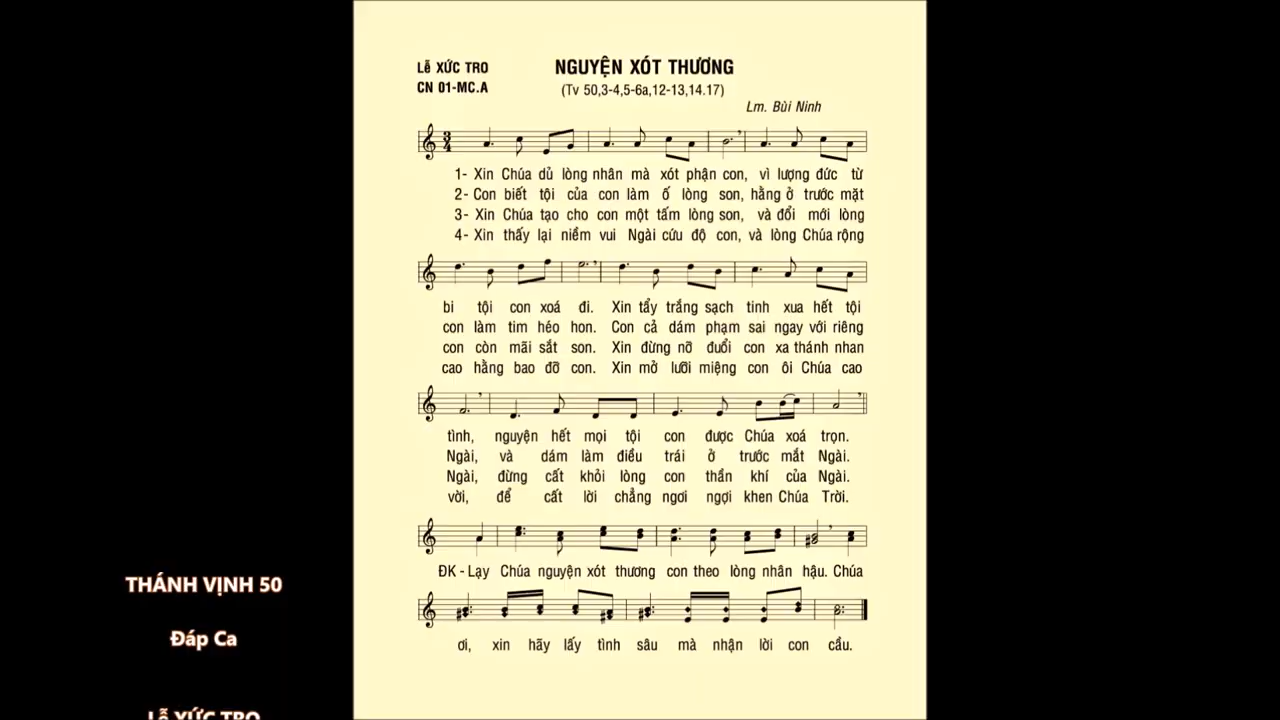 Lễ XỨC TRO
CN 01-MC.A
NGUYỆN XÓT THƯƠNG
(Tv 50,3-4,5-6a,12-13,14.17)
Lm. Bùi Ninh
3
4
1- Xin Chúa dủ lòng nhân mà xót phận con, vì lượng đức từ
2- Con biết tội của con làm ố lòng son, hằng ở trước mặt
3- Xin Chúa tạo cho con một tấm lòng son, và đổi mới lòng
4- Xin thấy lại niềm vui Ngài cứu độ con, và lòng Chúa rộng
bi tội con xoá đi. Xin tẩy trắng sạch tinh xua hết tội
con làm tim héo hon. Con cả dám phạm sai ngay với riêng
con còn mãi sắt son. Xin đừng nỡ đuổi con xa thánh nhan
cao hằng bao đỡ con. Xin mở lưỡi miệng con ôi Chúa cao
tình, nguyện hết mọi tội con được Chúa xoá trọn.
Ngài, và dám làm điều trái ở trước mắt Ngài.
Ngài, đừng cất khỏi lòng con thần khí của Ngài.
vời, để cất lời chẳng ngơi ngợi khen Chúa Trời.
ĐK - Lạy Chúa nguyện xót thương con theo lòng nhân hậu. Chúa
ơi, xin hãy lấy tình sâu mà nhận lời con cầu.
THÁNH VỊNH 50
Đáp Ca
Lễ XỨC TRO